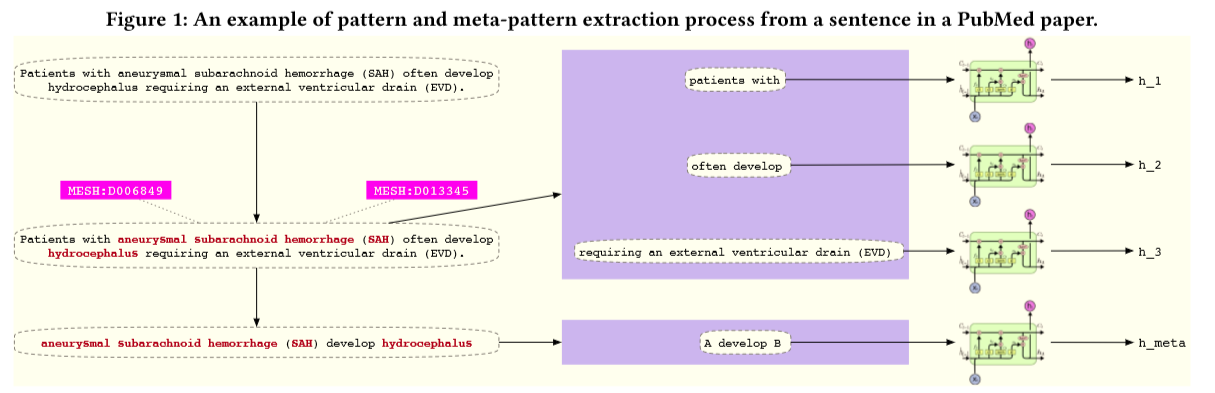 Figure 1: An example of pattern and meta-pattern extraction process from a sentence in a PubMed paper.
Patients with aneurysmal subarachnoid hemorrhage (SAH) often develop
hydrocephalus requiring an external ventricular drain (EVD).
patients with
h_1
often develop
h_2
MESH:D006849
MESH:D013345
Patients with aneurysmal subarachnoid hemorrhage (SAH) often develop
hydrocephalus requiring an external ventricular drain (EVD).
requiring an external ventricular drain (EVD)
h_3
aneurysmal subarachnoid hemorrhage (SAH) develop hydrocephalus
A develop B
h_meta